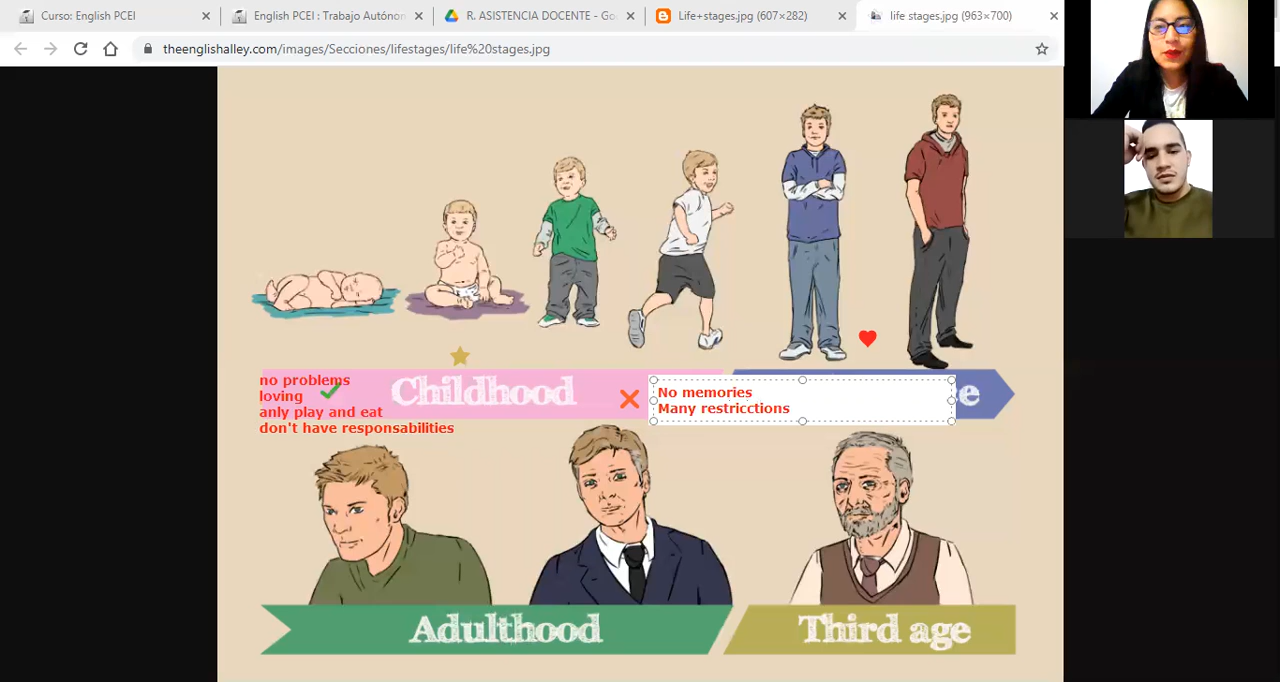 Curso: English PCEI
English PCEI : Trabajo Autónor
R. ASISTENCIA DOCENTE - Go
Life+stages.jpg (607×282)
life stages.jpg (963×700)
theenglishalley.com/images/Secciones/lifestages/life%20stages.jpg
no problems
loving
anly play and eat
don't have responsabilities
Childhood
No memories
Many restricctions
e
Adulthood
Third age